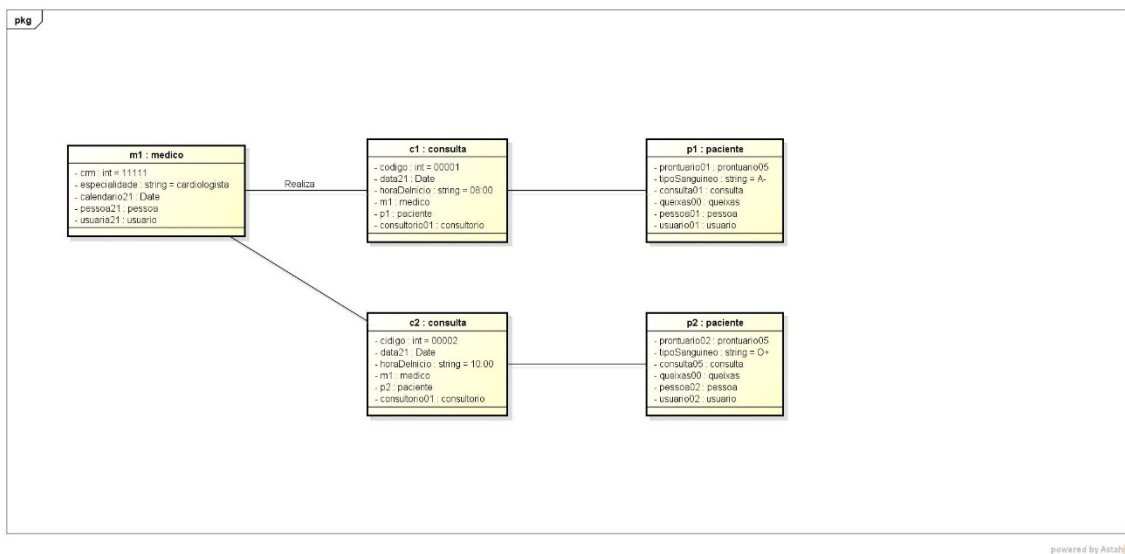 pkg
m1 : medico
- crm : int = 11111
- especialidade : string = cardiologista
- calendario21 : Date
- pessoa21 : pessoa
- usuaria21 : usuario
Realiza
c1 : consulta
- codigo : int = 00001
- data21 : Date
- horaDeInicio : string = 08:00
- m1 : medico
- p1 : paciente
- consultorio01 : consultorio
p1 : paciente
- prontuario01 : prontuario05
- tipoSanguineo : string = A-
- consulta01 : consulta
- queixas00 : queixas
- pessoa01 : pessoa
- usuario01 : usuario
c2 : consulta
- cidigo : int = 00002
- data21 : Date
- horaDeInicio : string = 10:00
- m1 : medico
- p2 : paciente
- consultorio01 : consultorio
p2 : paciente
- prontuario02 : prontuario05
- tipoSanguineo : string = O+
- consulta05 : consulta
- queixas00 : queixas
- pessoa02 : pessoa
- usuario02 : usuario
powered by Astah